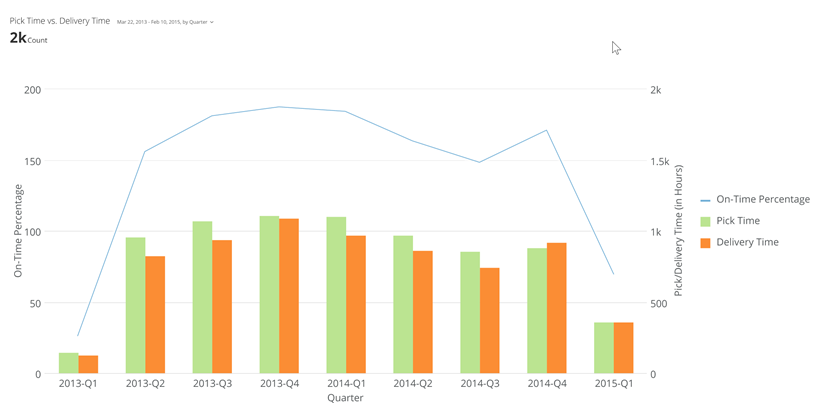 Pick Time vs. Delivery Time Mar 22, 2013 - Feb 10, 2015, by Quarter
2k Count
200
150
100
50
0
On-Time Percentage
2k
1.5k
1k
500
0
Pick/Delivery Time (in Hours)
2013-Q1 2013-Q2 2013-Q3 2013-Q4 2014-Q1 2014-Q2 2014-Q3 2014-Q4 2015-Q1
Quarter
On-Time Percentage
Pick Time
Delivery Time